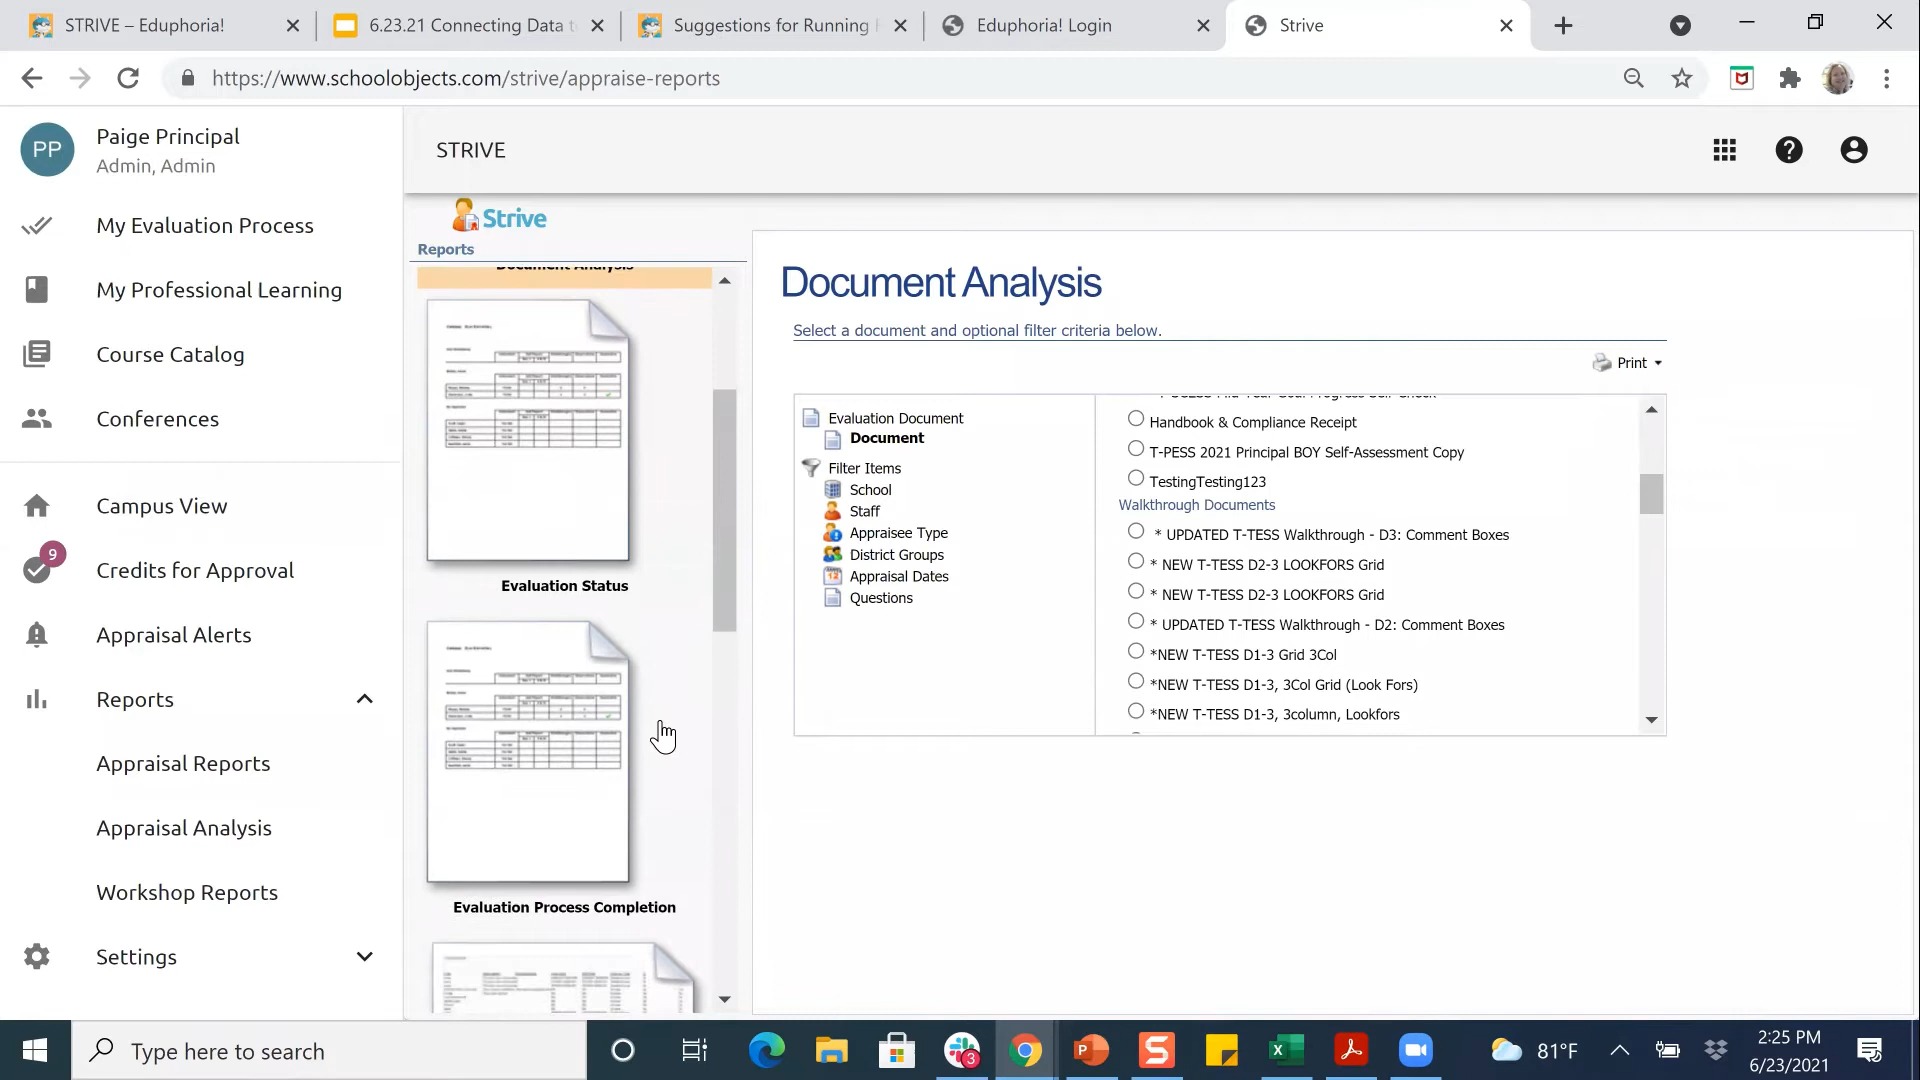 STRIVE – Eduphoria!
6.23.21 Connecting Data t
Suggestions for Running
Eduphoria! Login
Strive
https://www.schoolobjects.com/strive/appraise-reports
PP
Paige Principal
Admin, Admin
My Evaluation Process
My Professional Learning
Course Catalog
Conferences
Campus View
9
Credits for Approval
Appraisal Alerts
Reports
Appraisal Reports
Appraisal Analysis
Workshop Reports
Settings
STRIVE
Strive
Reports
Document Analysis
Evaluation Status
Evaluation Process Completion
Document Analysis
Select a document and optional filter criteria below.
Print
Evaluation Document
Document
Filter Items
School
Staff
Appraisee Type
District Groups
Appraisal Dates
Questions
Handbook & Compliance Receipt
T-PESS 2021 Principal BOY Self-Assessment Copy
TestingTesting123
Walkthrough Documents
* UPDATED T-TESS Walkthrough - D3: Comment Boxes
* NEW T-TESS D2-3 LOOKFORS Grid
* NEW T-TESS D2-3 LOOKFORS Grid
* UPDATED T-TESS Walkthrough - D2: Comment Boxes
*NEW T-TESS D1-3 Grid 3Col
*NEW T-TESS D1-3, 3Col Grid (Look Fors)
*NEW T-TESS D1-3, 3column, Lookfors
Type here to search
3
81°F
2:25 PM
6/23/2021